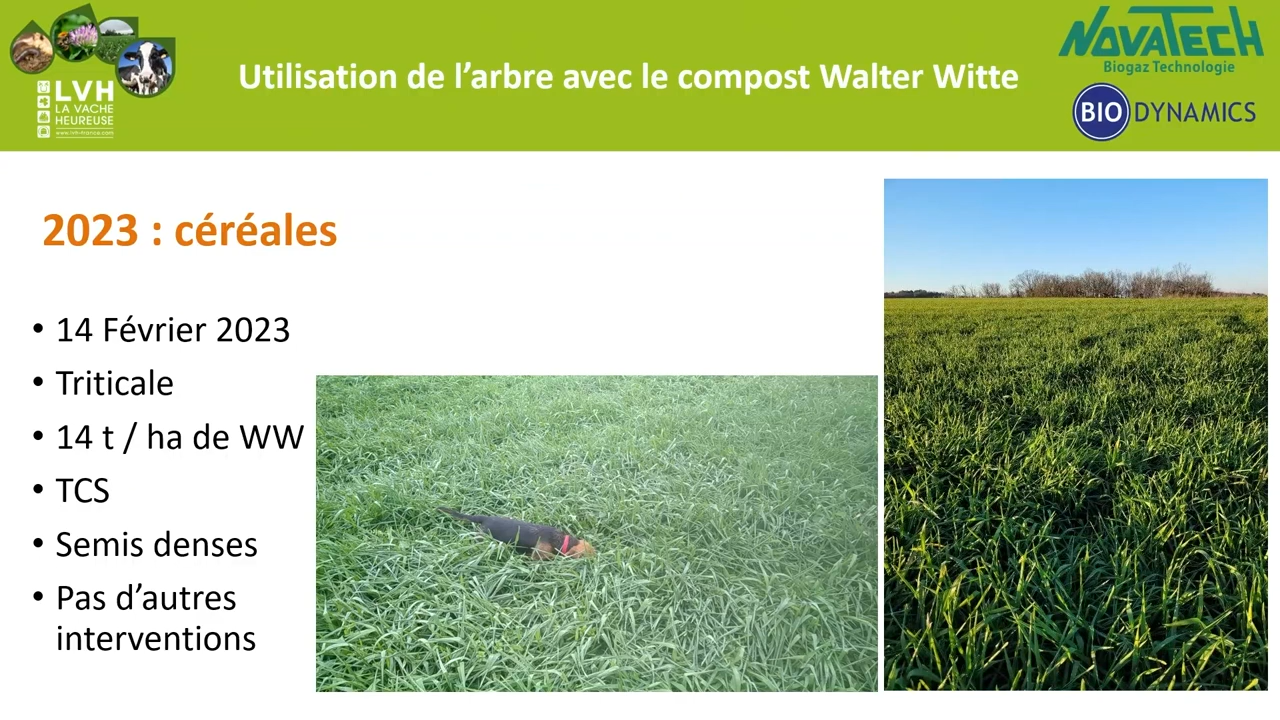 LVH
LA VACHE
HEUREUSE
www.lvh-france.com
Utilisation de l’arbre avec le compost Walter Witte
NOVATECH
Biogaz Technologie
BIO DYNAMICS
2023 : céréales
• 14 Février 2023
• Triticale
• 14 t / ha de WW
• TCS
• Semis denses
• Pas d’autres
interventions